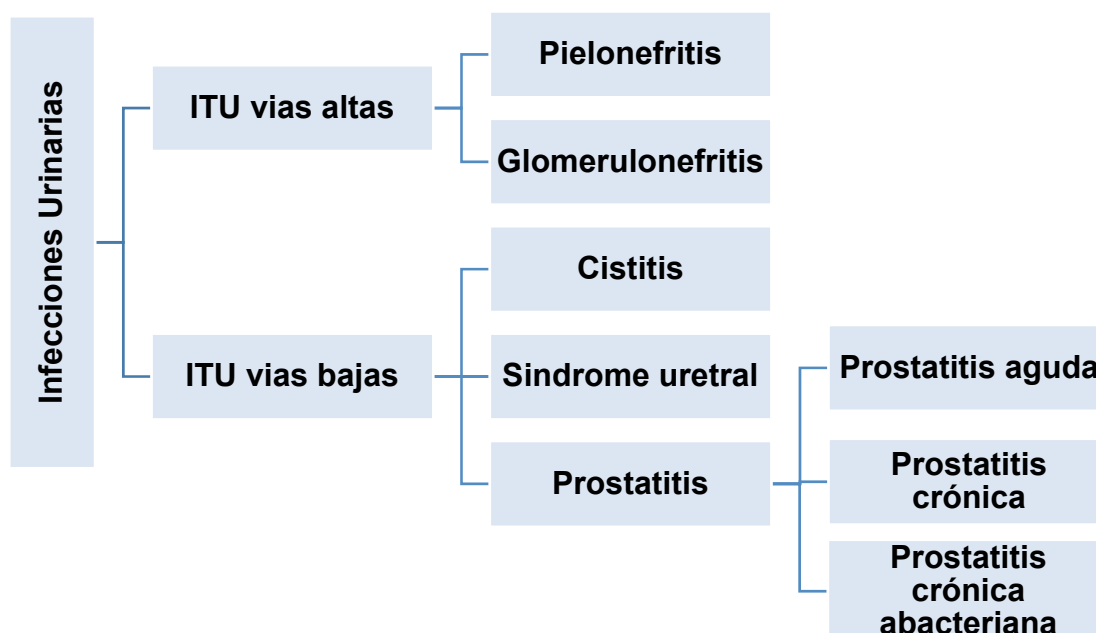 Infecciones Urinarias
ITU vias altas
Pielonefritis
Glomerulonefritis
ITU vias bajas
Cistitis
Sindrome uretral
Prostatitis
Prostatitis aguda
Prostatitis
crónica
Prostatitis
crónica
abacteriana